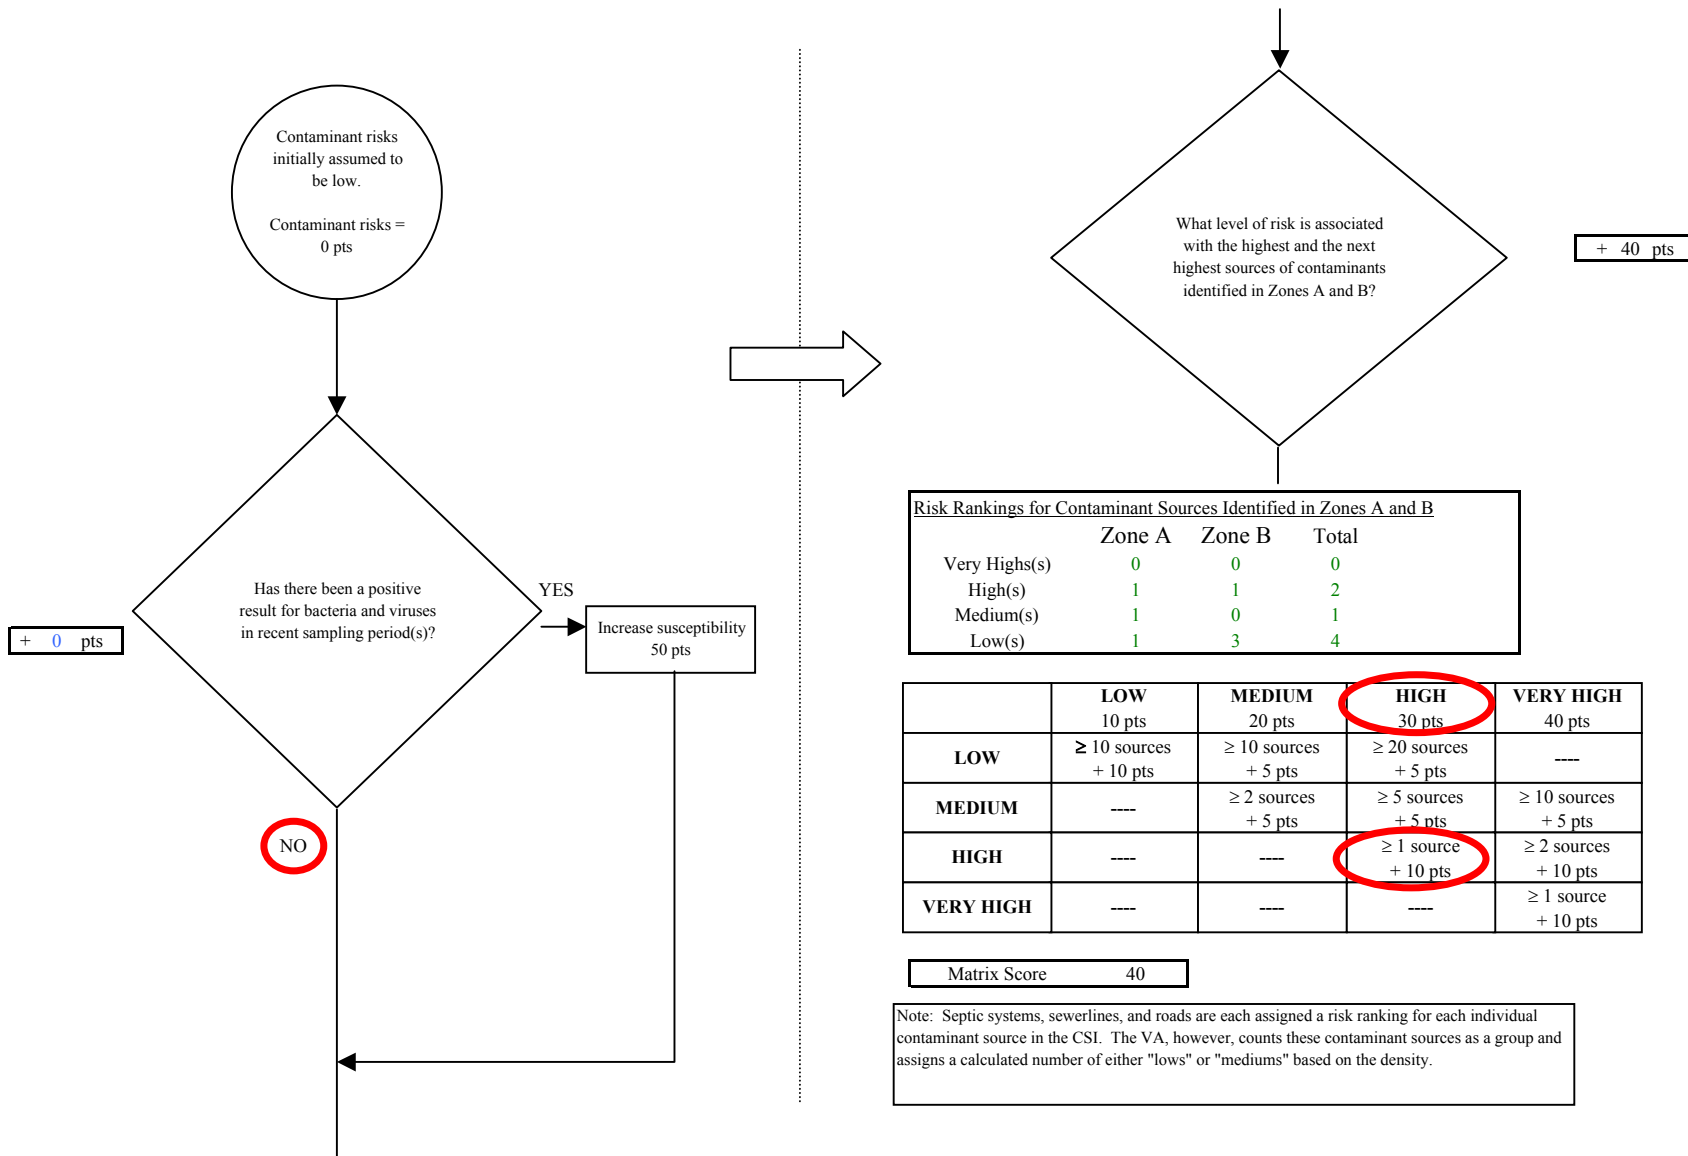 Contaminant risks
initially assumed to
be low.
Contaminant risks =
0 pts
Has there been a positive
result for bacteria and viruses
in recent sampling period(s)?
+ 0 pts
YES
Increase susceptibility
50 pts
NO
What level of risk is associated
with the highest and the next
highest sources of contaminants
identified in Zones A and B?
+ 40 pts
Risk Rankings for Contaminant Sources Identified in Zones A and B
Zone A Zone B Total
Very Highs(s) 0 0 0
High(s) 1 1 2
Medium(s) 1 0 1
Low(s) 1 3 4
LOW MEDIUM HIGH VERY HIGH
10 pts 20 pts 30 pts 40 pts
LOW ≥ 10 sources + 10 pts ≥ 10 sources + 5 pts ≥ 20 sources + 5 pts ----
MEDIUM ---- ≥ 2 sources + 5 pts ≥ 5 sources + 5 pts ≥ 10 sources + 5 pts
HIGH ---- ---- ≥ 1 source + 10 pts ≥ 2 sources + 10 pts
VERY HIGH ---- ---- ---- ≥ 1 source + 10 pts
Matrix Score 40
Note: Septic systems, sewerlines, and roads are each assigned a risk ranking for each individual
contaminant source in the CSI. The VA, however, counts these contaminant sources as a group and
assigns a calculated number of either "lows" or "mediums" based on the density.